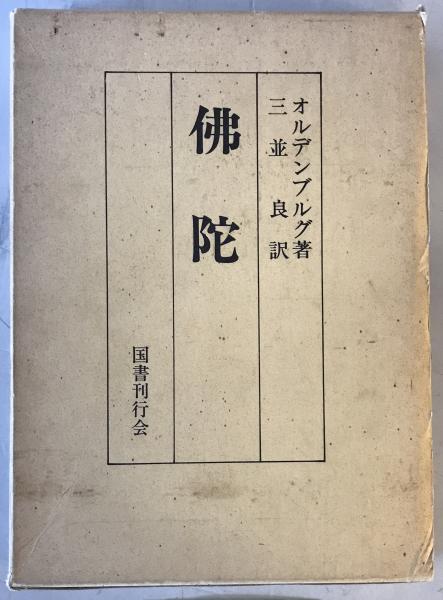 オルデンブルグ著
三並良訳
佛陀
国書刊行会